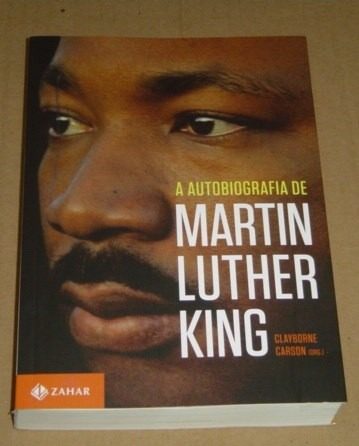 A AUTOBIOGRAFIA DE
MARTIN
LUTHER
KING
CLAYBORNE
CARSON (ORG.)
ZAHAR